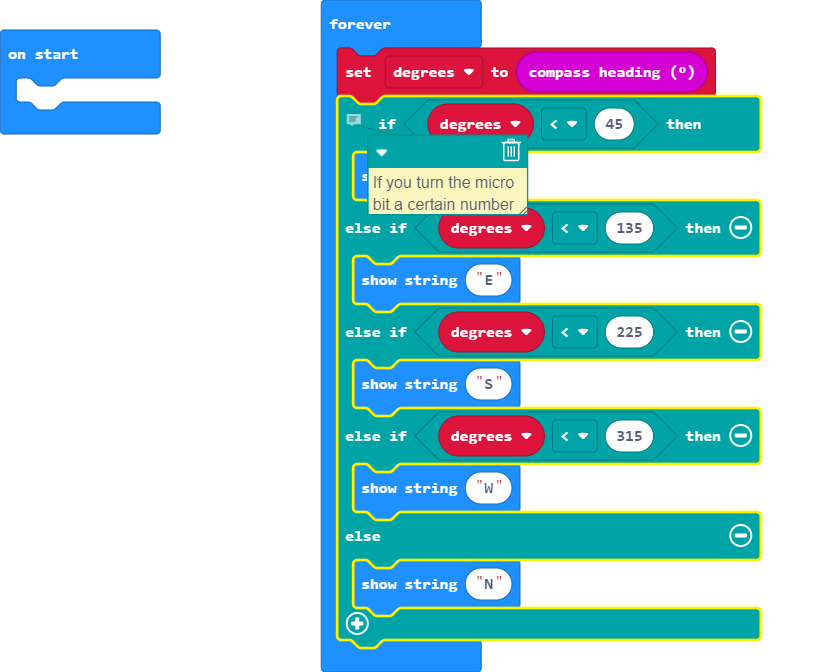 on start
forever
set degrees to compass heading (°)
if degrees < 45 then
If you turn the micro
bit a certain number
else if degrees < 135 then
show string "E"
else if degrees < 225 then
show string "S"
else if degrees < 315 then
show string "W"
else
show string "N"